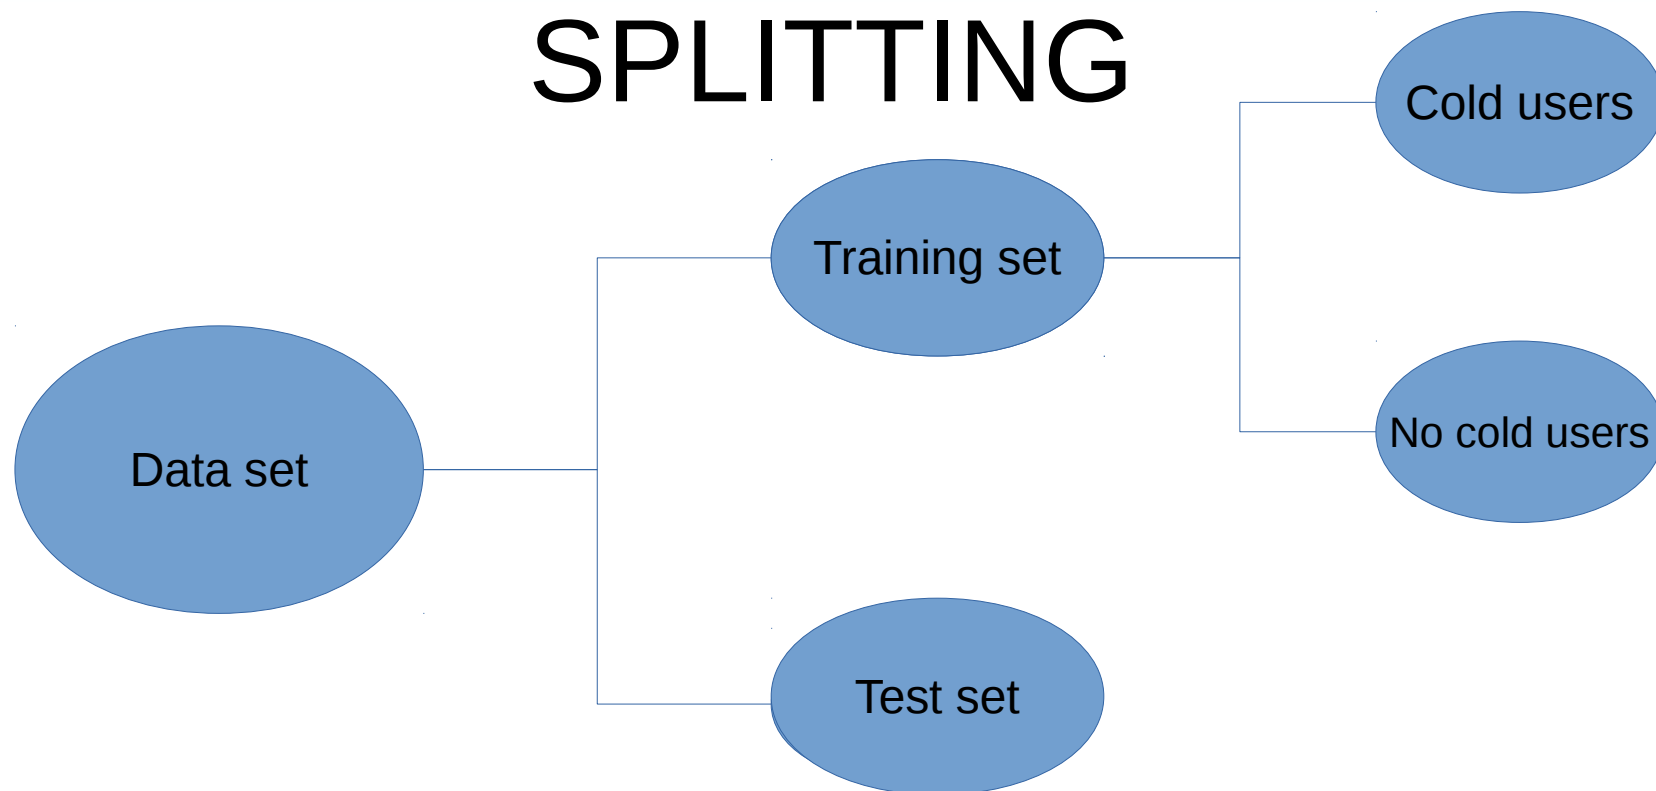 SPLITTING
Cold users
Training set
No cold users
Data set
Test set